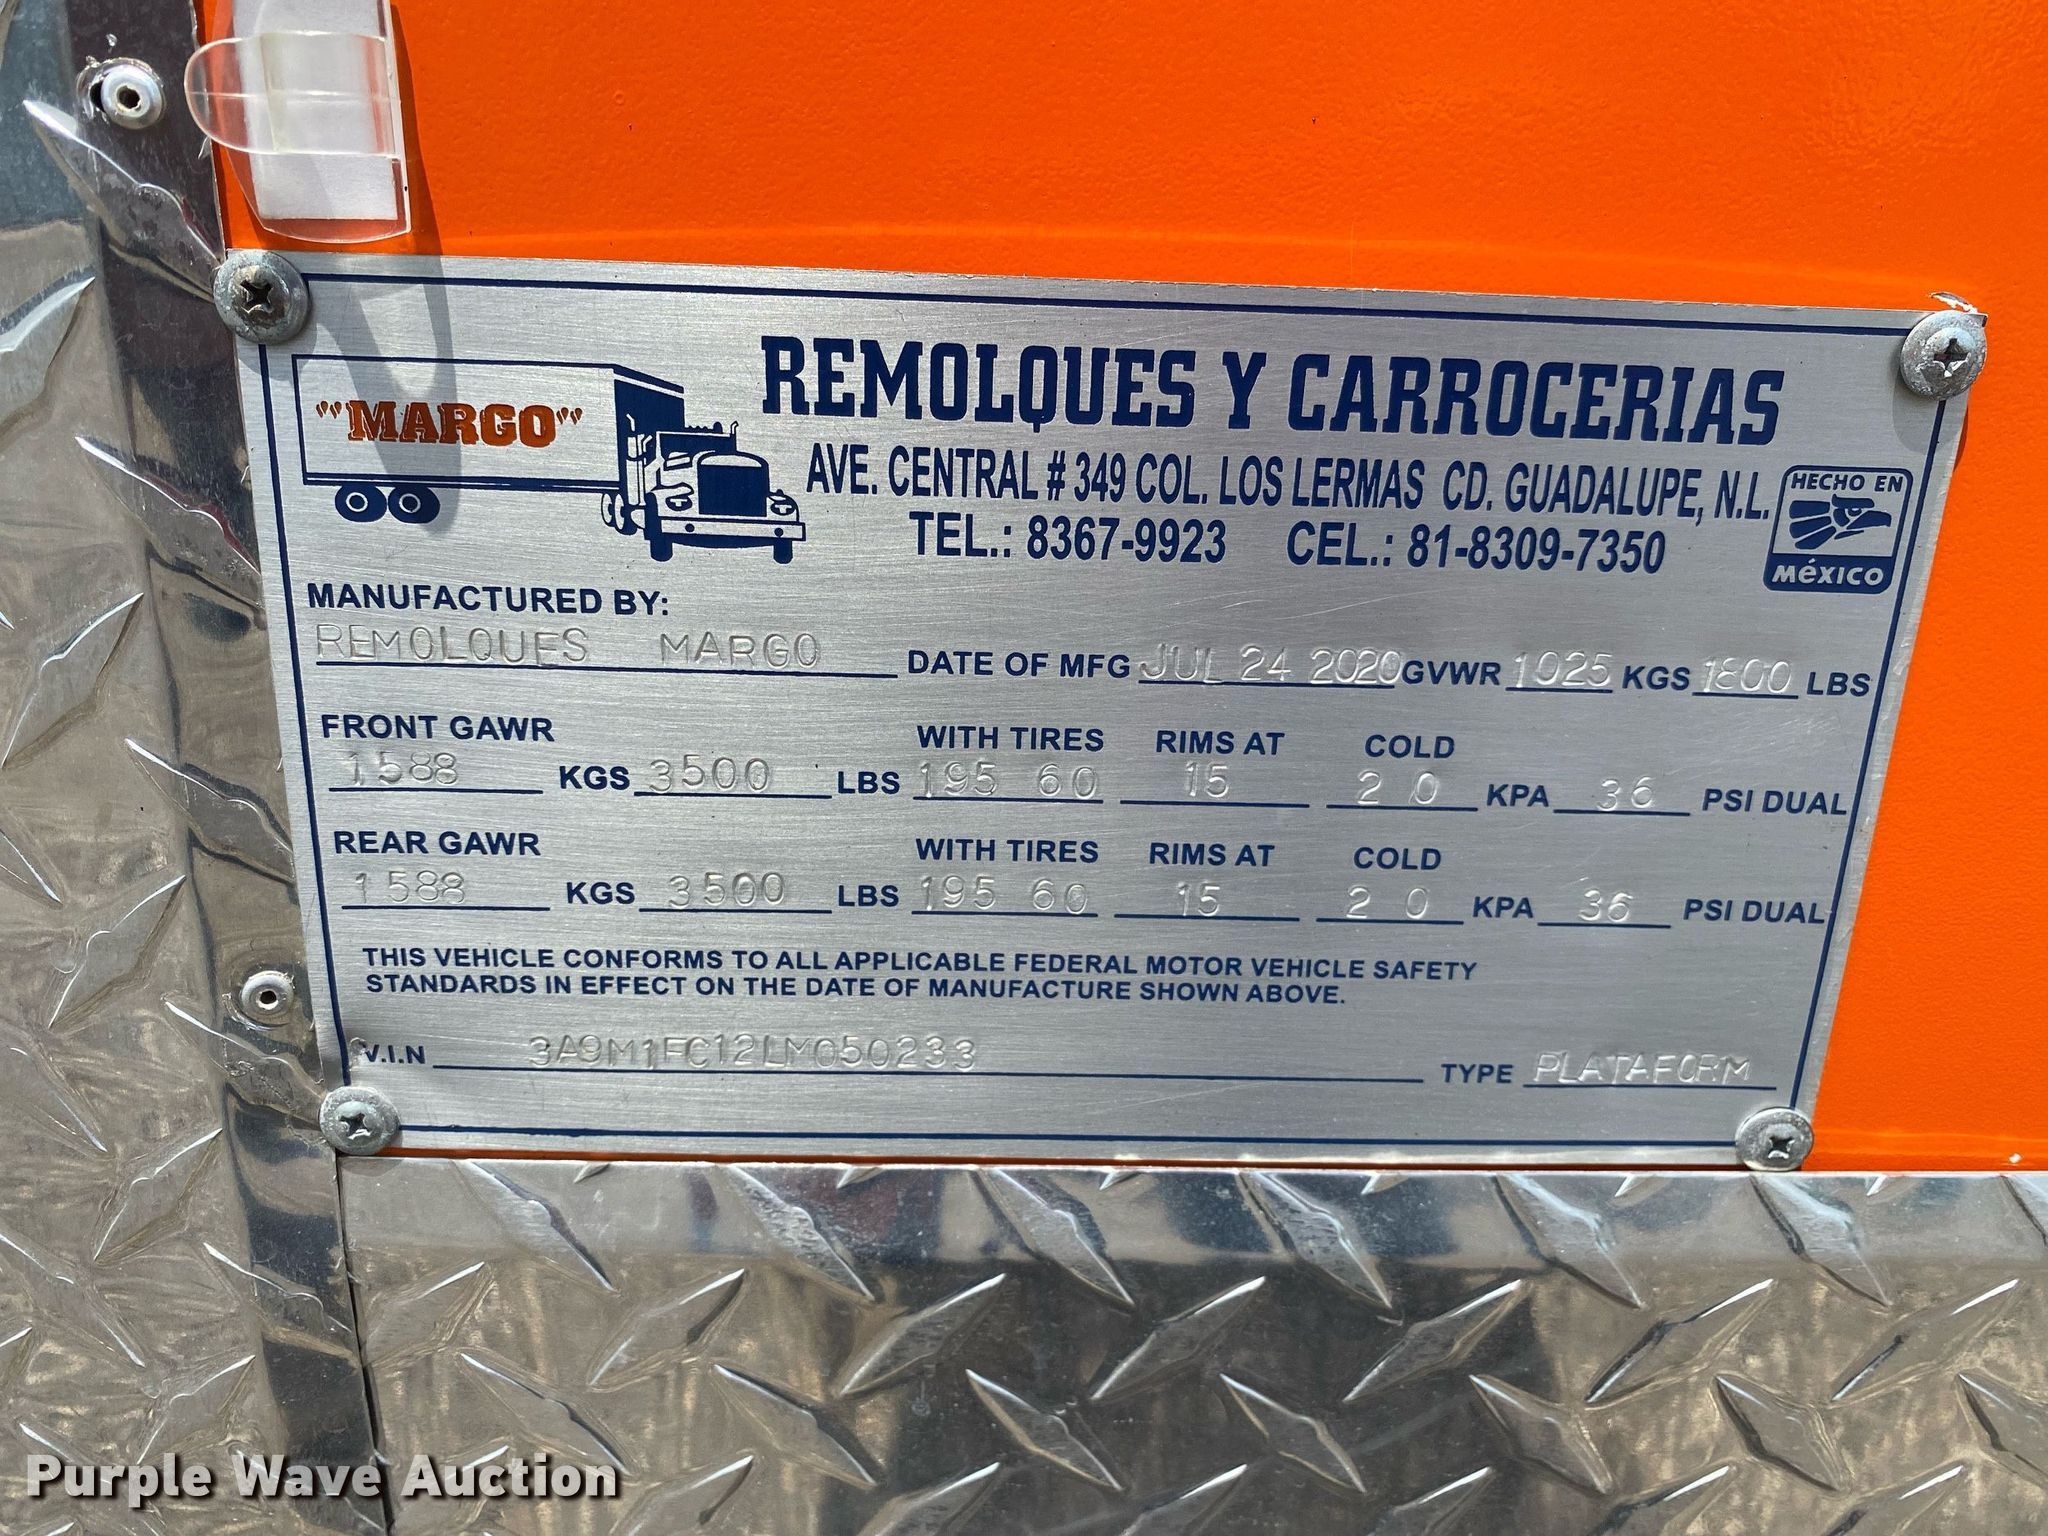 "MARGO"
REMOLQUES Y CARROCERIAS
AVE. CENTRAL # 349 COL. LOS LERMAS CD. GUADALUPE, N.L.
TEL.: 8367-9923 CEL.: 81-8309-7350
HECHO EN
MéXICO
MANUFACTURED BY:
REMOLQUES MARGO DATE OF MFG JUL 24 2020 GVWR 1025 KGS 1800 LBS
FRONT GAWR WITH TIRES RIMS AT COLD
1588 KGS 3500 LBS 195 60 15 2 0 KPA 36 PSI DUAL
REAR GAWR WITH TIRES RIMS AT COLD
1588 KGS 3500 LBS 195 60 15 2 0 KPA 36 PSI DUAL
THIS VEHICLE CONFORMS TO ALL APPLICABLE FEDERAL MOTOR VEHICLE SAFETY
STANDARDS IN EFFECT ON THE DATE OF MANUFACTURE SHOWN ABOVE.
V.I.N 3A9M1FC12LM050233 TYPE PLATAFORM
Purple Wave Auction